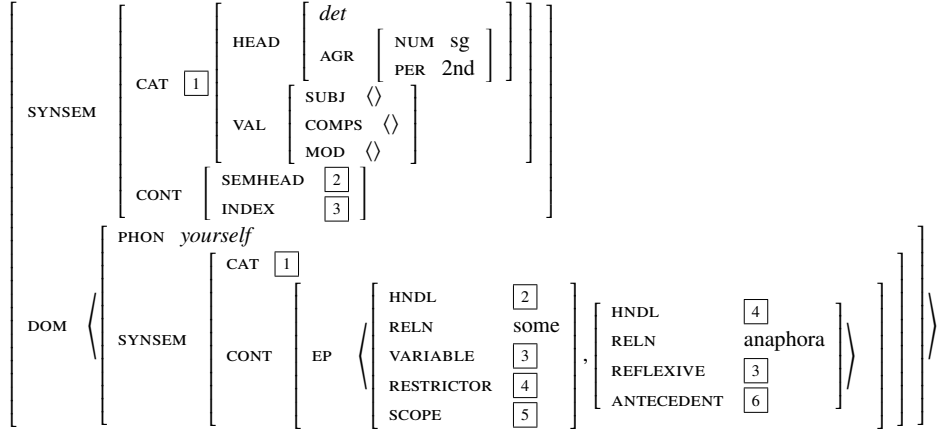 det
HEAD
AGR NUM sg
PER 2nd
CAT 1
SUBJ ⟨⟩
SYNSEM
VAL COMPS ⟨⟩
MOD ⟨⟩
CONT SEMHEAD 2
INDEX 3
PHON yourself
CAT 1
HNDL 2
HNDL 4
RELN some
RELN anaphora
DOM ⟨ SYNSEM CONT EP ⟨ VARIABLE 3 , REFLEXIVE 3 ⟩ ⟩
RESTRICTOR 4
ANTECEDENT 6
SCOPE 5